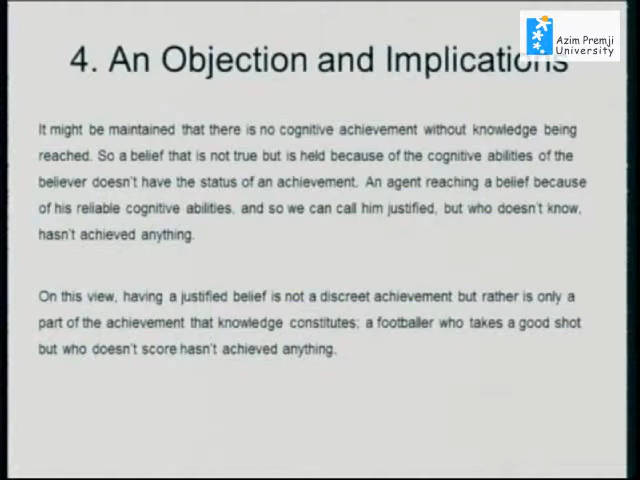 4. An Objection and Implications
Azim Premji
University
It might be maintained that there is no cognitive achievement without knowledge being
reached. So a belief that is not true but is held because of the cognitive abilities of the
believer doesn't have the status of an achievement. An agent reaching a belief because
of his reliable cognitive abilities, and so we can call him justified, but who doesn't know,
hasn't achieved anything.
On this view, having a justified belief is not a discreet achievement but rather is only a
part of the achievement that knowledge constitutes; a footballer who takes a good shot
but who doesn't score hasn't achieved anything.